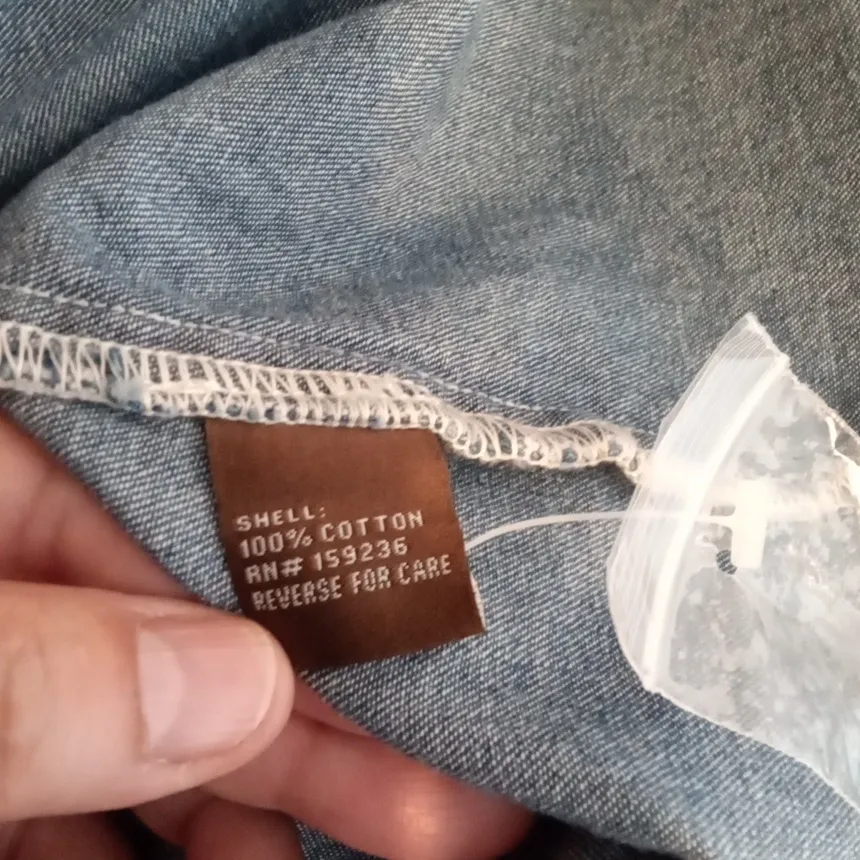 SHELL:
100% COTTON
RN# 159236
REVERSE FOR CARE